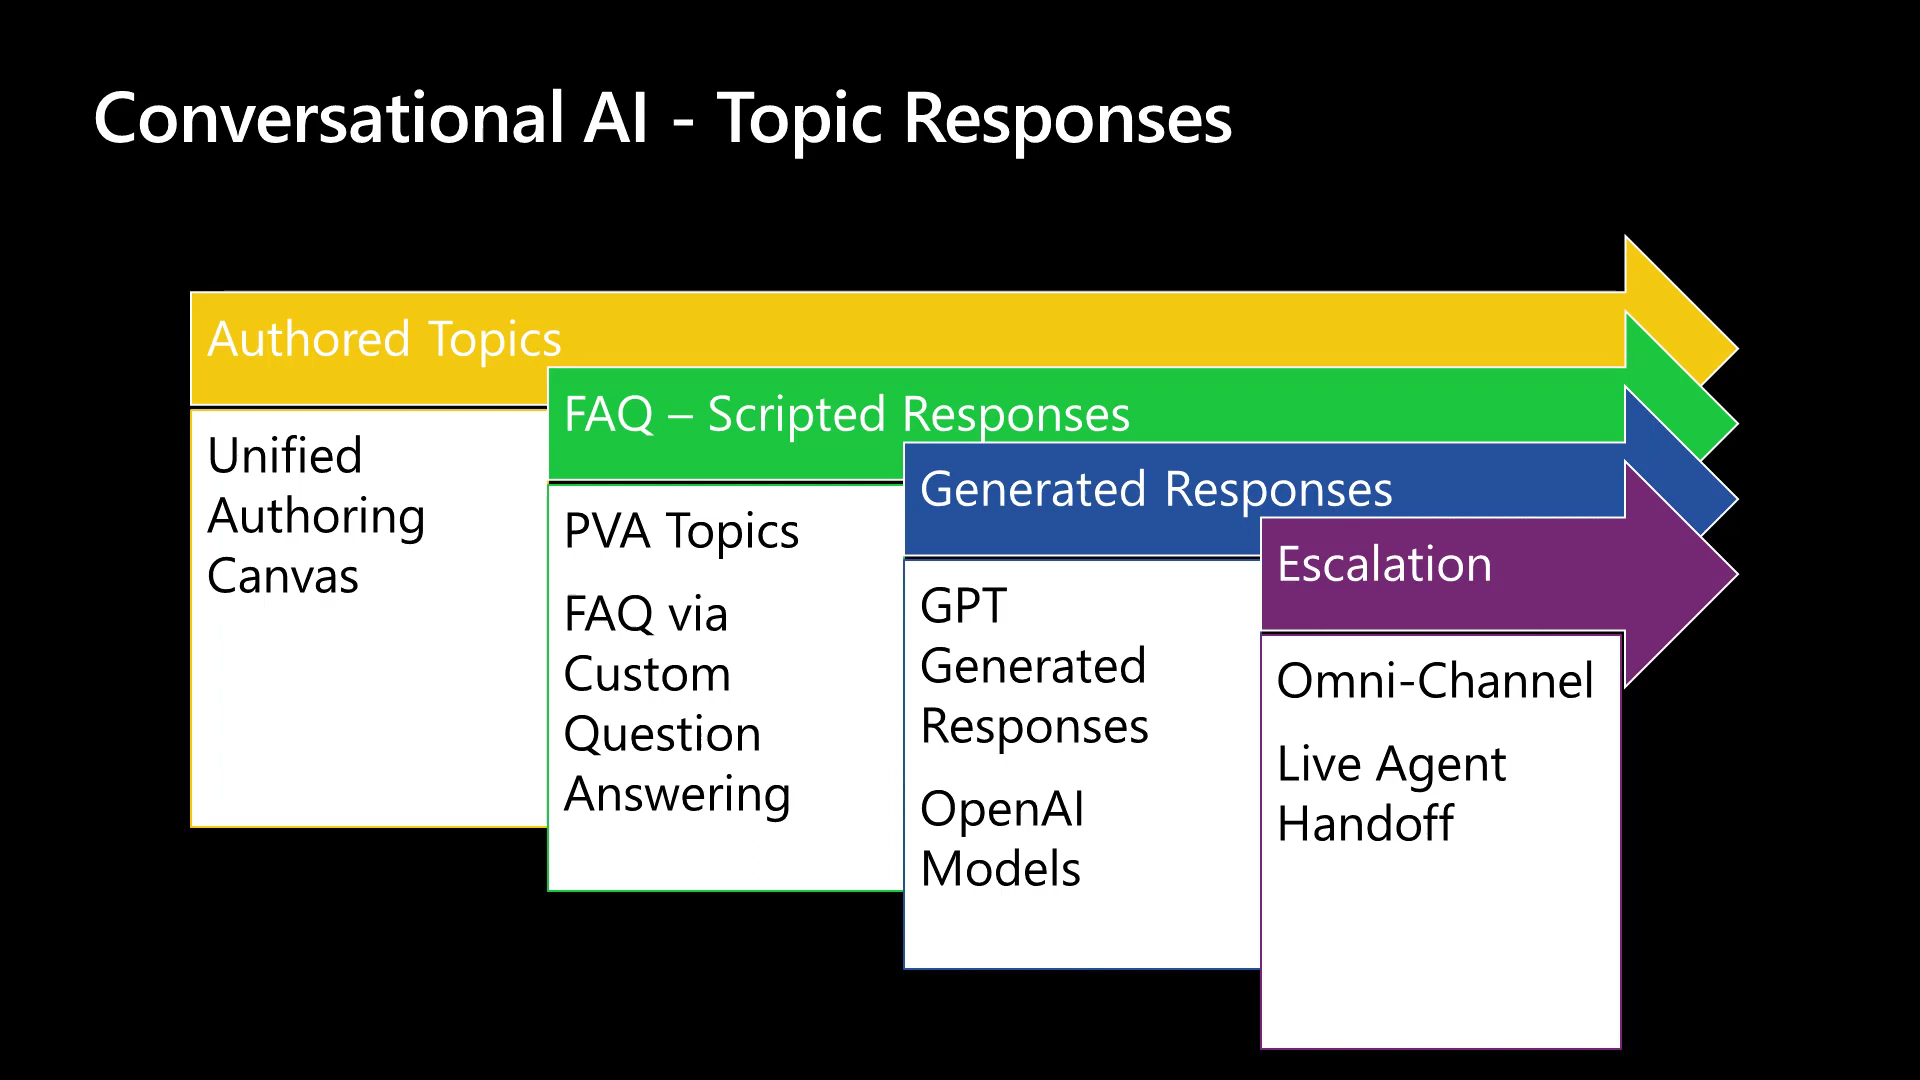 Conversational AI - Topic Responses
Authored Topics
Unified
Authoring
Canvas
FAQ – Scripted Responses
PVA Topics
FAQ via
Custom
Question
Answering
Generated Responses
GPT
Generated
Responses
OpenAI
Models
Escalation
Omni-Channel
Live Agent
Handoff